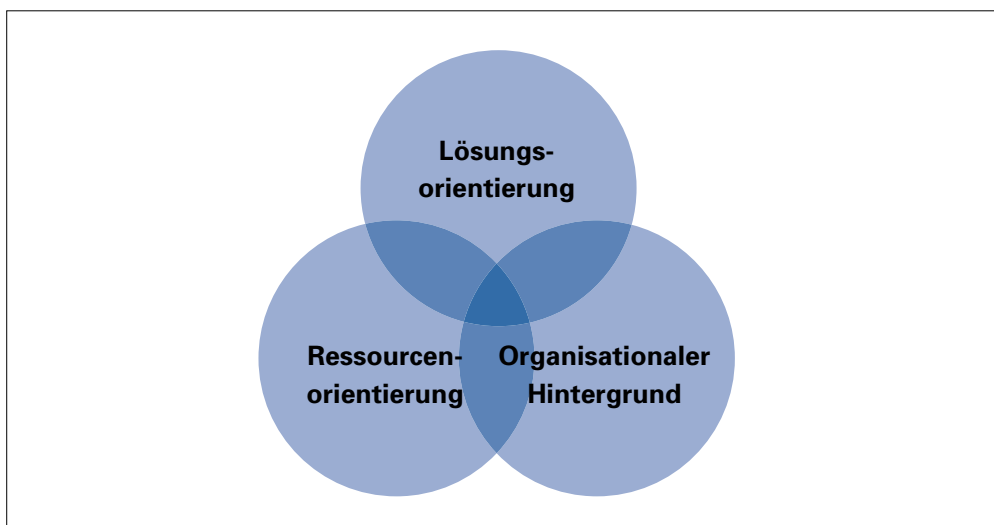 Lösungs-
orientierung
Ressourcen-
orientierung
Organisationaler
Hintergrund